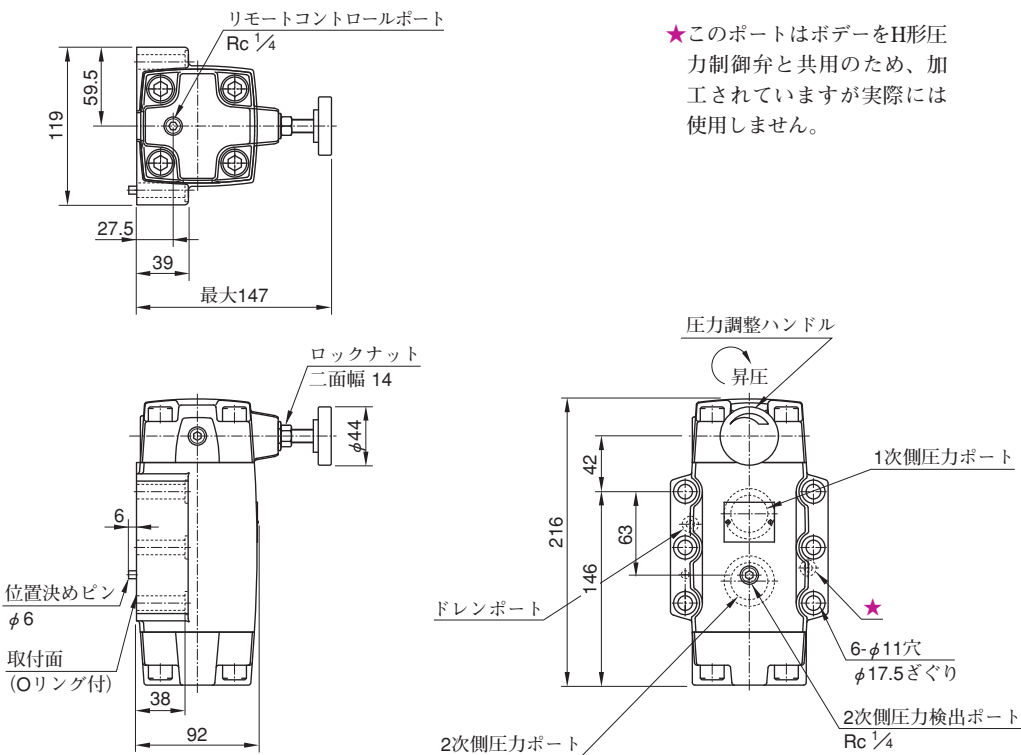 リモートコントロールポート
Rc 1/4
★このポートはボデーをH形圧
力制御弁と共用のため、加
工されていますが実際には
使用しません。
119
59.5
27.5
39
最大147
ロックナット
二面幅 14
φ44
6
位置決めピン
φ6
取付面
(Oリング付)
38
92
圧力調整ハンドル
昇圧
1次側圧力ポート
42
216
63
146
ドレンポート
★
6-φ11穴
φ17.5ざぐり
2次側圧力検出ポート
Rc 1/4
2次側圧力ポート